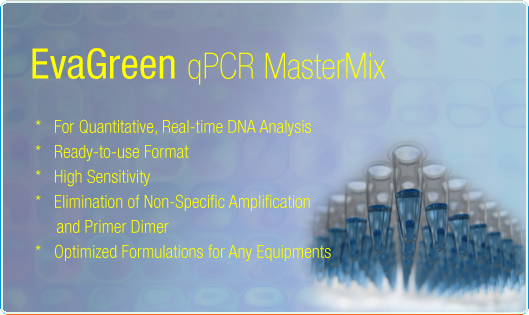 EvaGreen qPCR MasterMix
* For Quantitative, Real-time DNA Analysis
* Ready-to-use Format
* High Sensitivity
* Elimination of Non-Specific Amplification
and Primer Dimer
* Optimized Formulations for Any Equipments